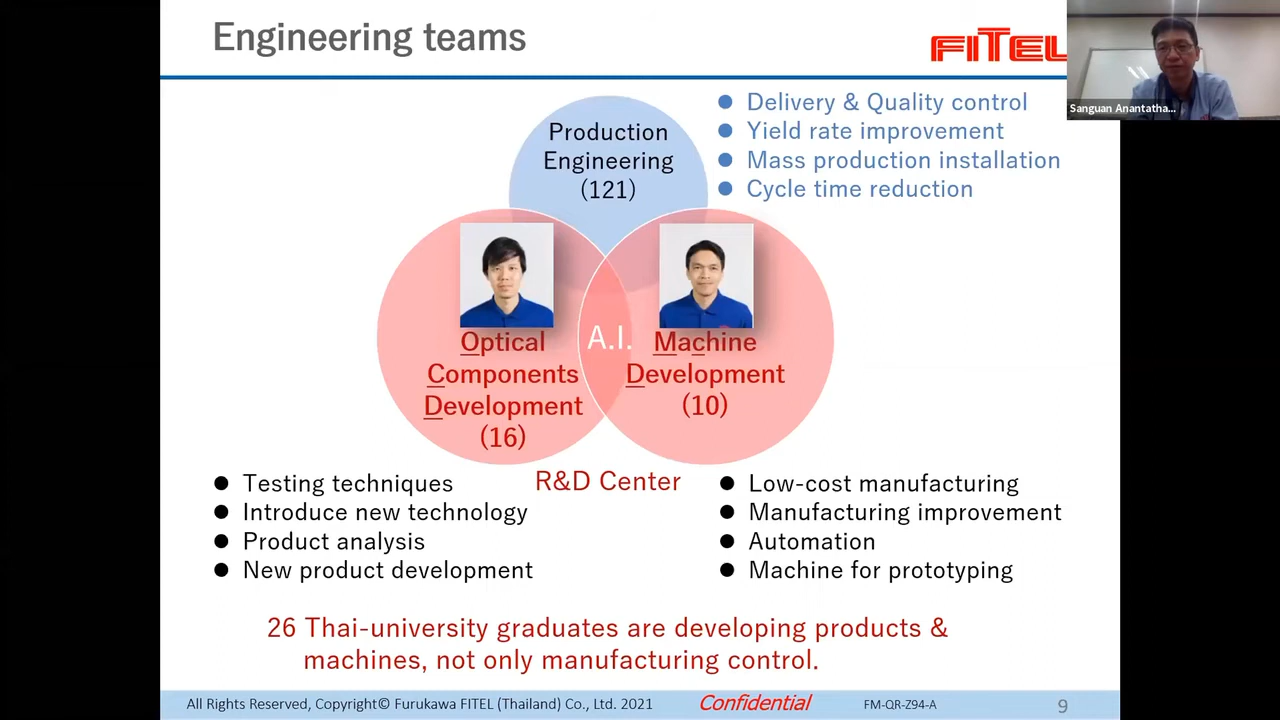 Engineering teams
FITEL
Sanguan Anantatha...
Production
Engineering
(121)
Delivery & Quality control
Yield rate improvement
Mass production installation
Cycle time reduction
Optical
Components
Development
(16)
A.I.
Machine
Development
(10)
R&D Center
Testing techniques
Introduce new technology
Product analysis
New product development
Low-cost manufacturing
Manufacturing improvement
Automation
Machine for prototyping
26 Thai-university graduates are developing products &
machines, not only manufacturing control.
All Rights Reserved, Copyright© Furukawa FITEL (Thailand) Co., Ltd. 2021
Confidential
FM-QR-Z94-A
9